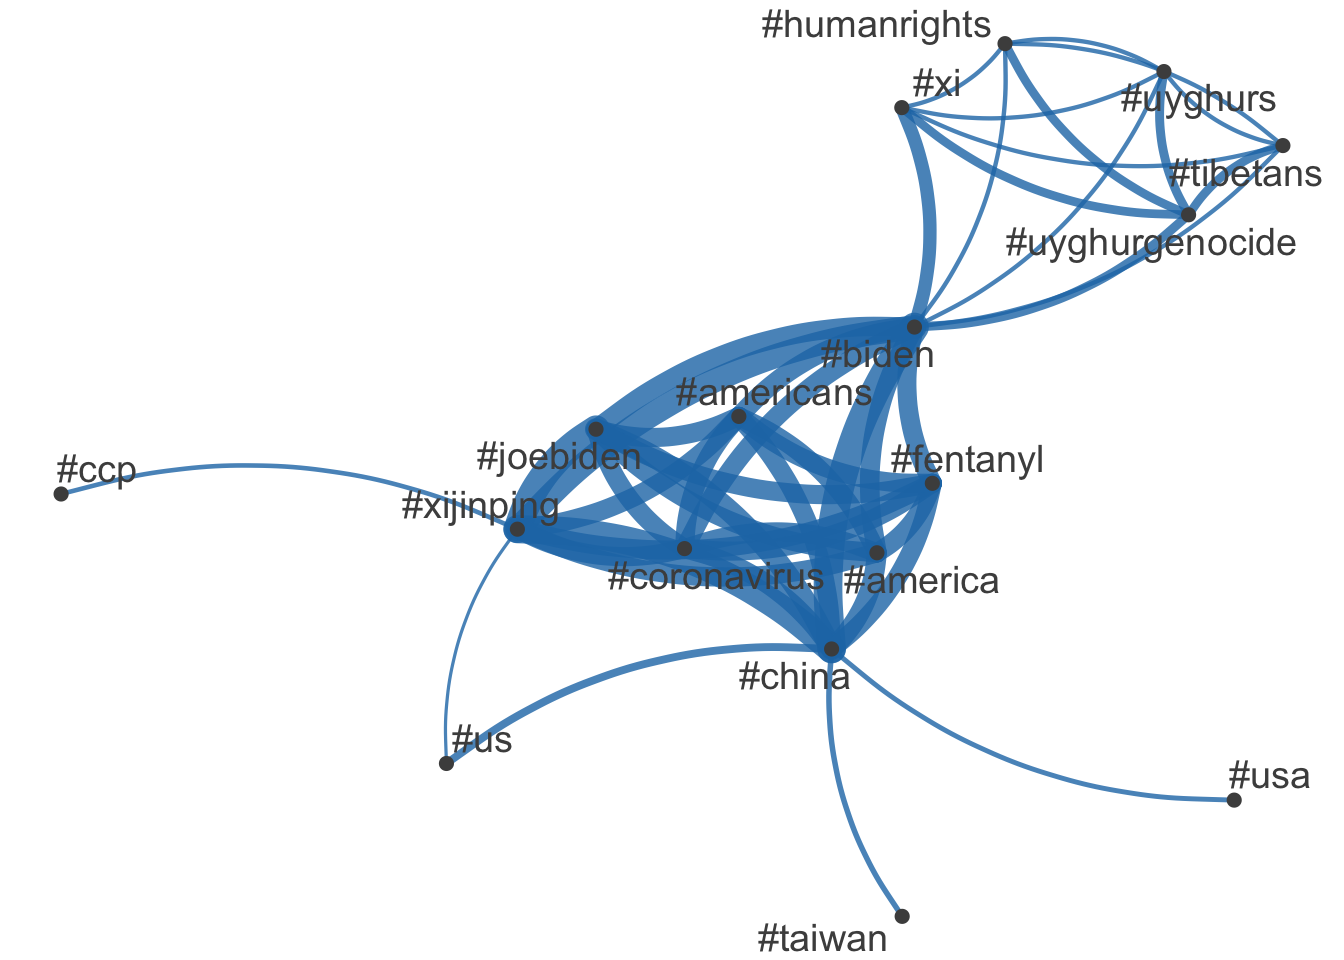 #humanrights
#xi
#uyghurs
#tibetans
#uyghurgenocide
#biden
#americans
#joebiden
#fentanyl
#ccp
#xijinping
#coronavirus
#america
#china
#us
#usa
#taiwan